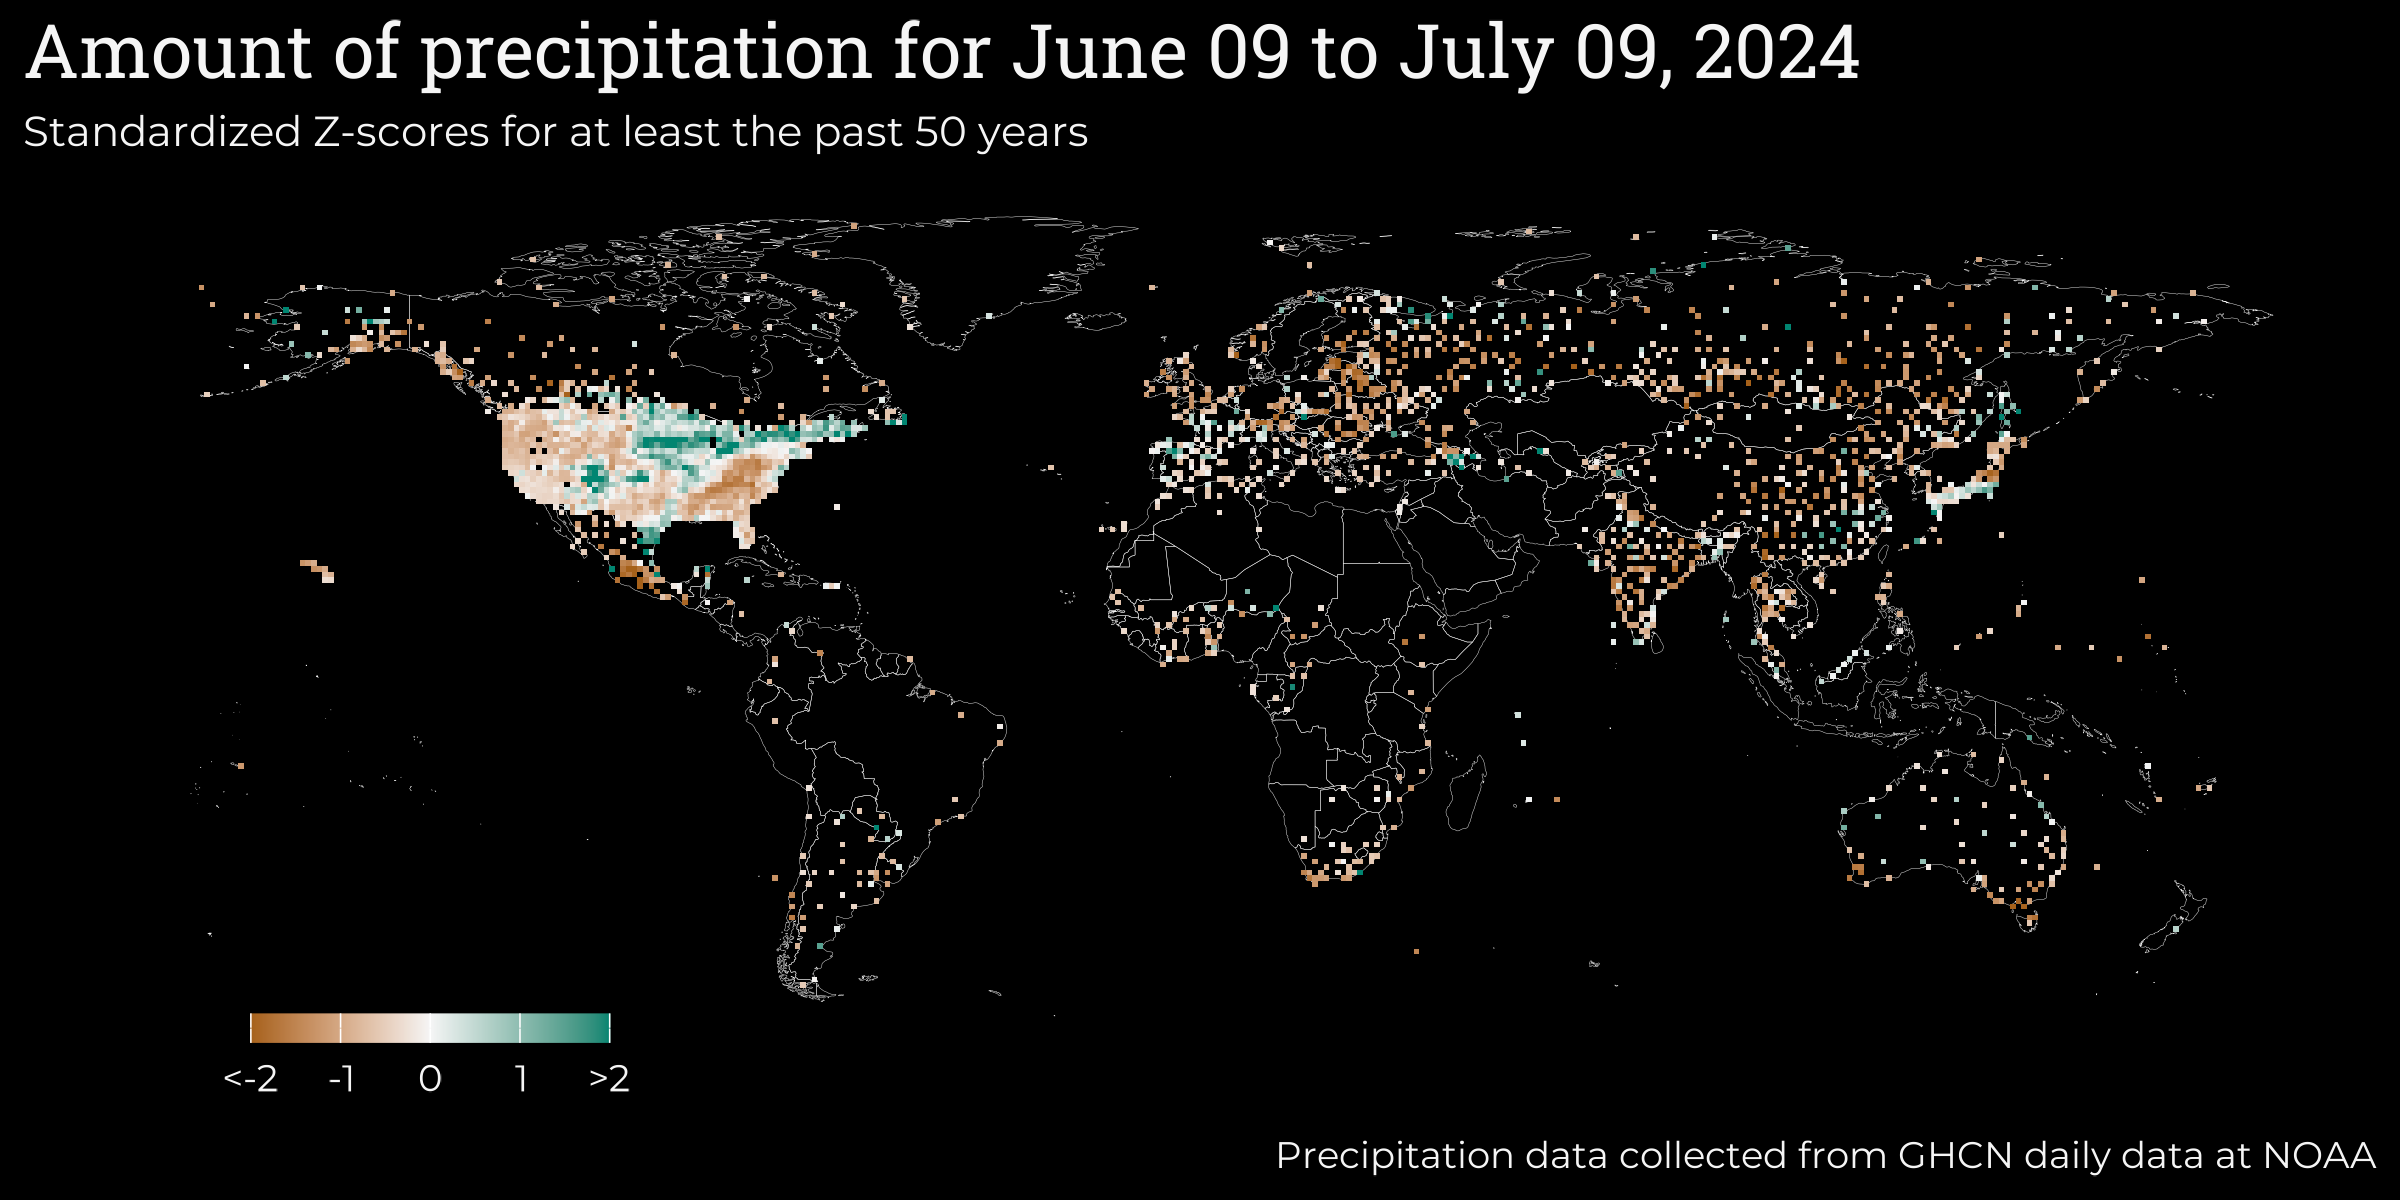 Amount of precipitation for June 09 to July 09, 2024
Standardized Z-scores for at least the past 50 years
<-2 -1 0 1 >2
Precipitation data collected from GHCN daily data at NOAA